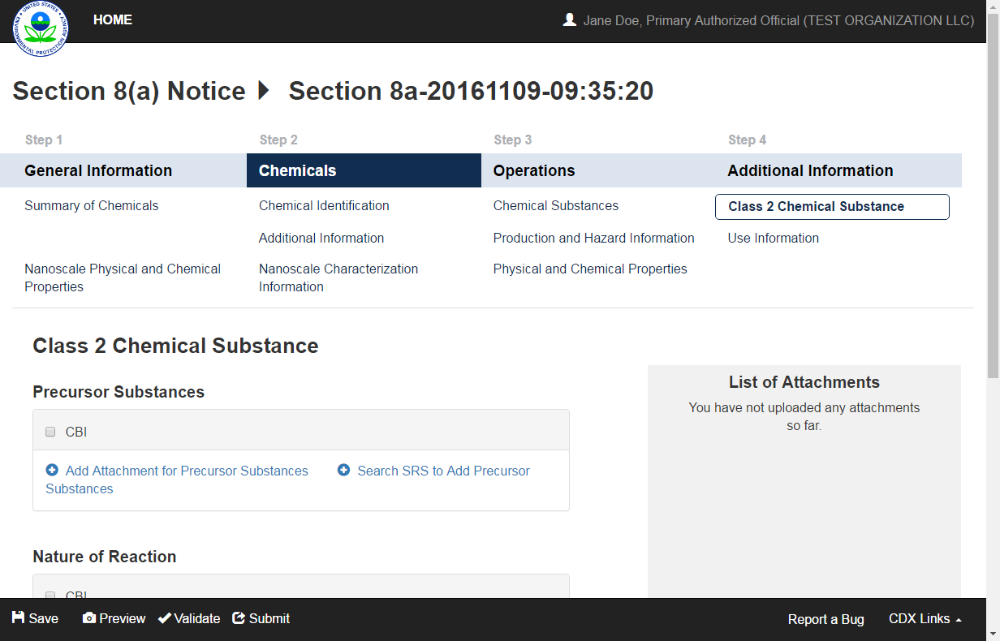 UNITED STATES
ENVIRONMENTAL PROTECTION AGENCY
HOME
Jane Doe, Primary Authorized Official (TEST ORGANIZATION LLC)
Section 8(a) Notice Section 8a-20161109-09:35:20
Step 1 Step 2 Step 3 Step 4
General Information Chemicals Operations Additional Information
Summary of Chemicals Chemical Identification Chemical Substances Class 2 Chemical Substance
Additional Information Production and Hazard Information Use Information
Nanoscale Physical and Chemical Nanoscale Characterization Physical and Chemical Properties
Properties Information
Class 2 Chemical Substance
Precursor Substances
CBI
Add Attachment for Precursor Substances Search SRS to Add Precursor
Substances
Nature of Reaction
CBI
List of Attachments
You have not uploaded any attachments
so far.
Save Preview Validate Submit Report a Bug CDX Links